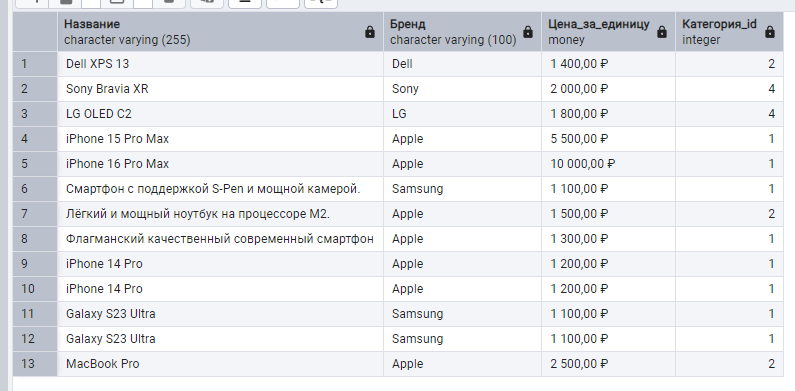 Название Бренд Цена_за_единицу Категория_id
character varying (255) character varying (100) money integer
1 Dell XPS 13 Dell 1 400,00 ₽ 2
2 Sony Bravia XR Sony 2 000,00 ₽ 4
3 LG OLED C2 LG 1 800,00 ₽ 4
4 iPhone 15 Pro Max Apple 5 500,00 ₽ 1
5 iPhone 16 Pro Max Apple 10 000,00 ₽ 1
6 Смартфон с поддержкой S-Pen и мощной камерой. Samsung 1 100,00 ₽ 1
7 Лёгкий и мощный ноутбук на процессоре M2. Apple 1 500,00 ₽ 2
8 Флагманский качественный современный смартфон Apple 1 300,00 ₽ 1
9 iPhone 14 Pro Apple 1 200,00 ₽ 1
10 iPhone 14 Pro Apple 1 200,00 ₽ 1
11 Galaxy S23 Ultra Samsung 1 100,00 ₽ 1
12 Galaxy S23 Ultra Samsung 1 100,00 ₽ 1
13 MacBook Pro Apple 2 500,00 ₽ 2